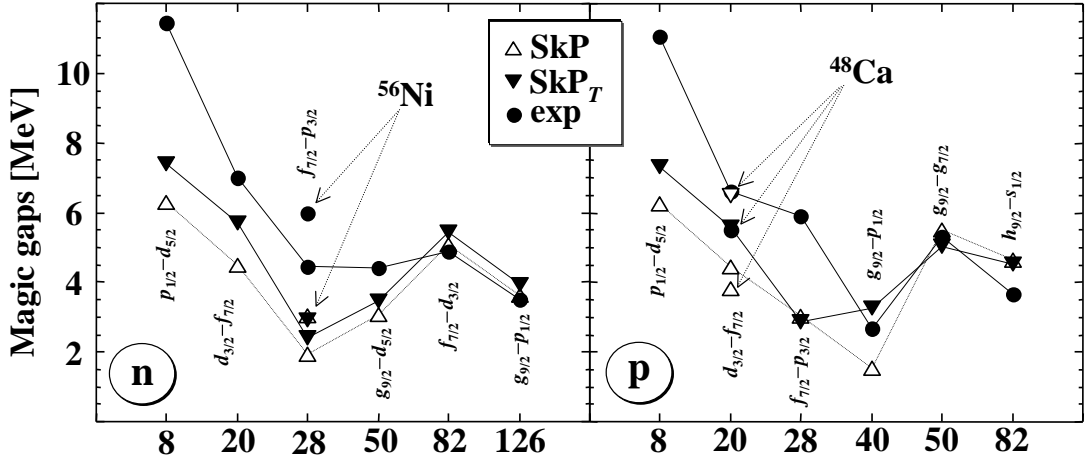 Magic gaps [MeV]
10
8
6
4
2
SkP
SkP_T
exp
⁵⁶Ni
f7/2−p3/2
p1/2−d5/2
d3/2−f7/2
g9/2−d5/2
f7/2−d3/2
g9/2−p1/2
n
8 20 28 50 82 126
⁴⁸Ca
p1/2−d5/2
d3/2−f7/2
f7/2−p3/2
g9/2−p1/2
g9/2−g7/2
h9/2−s1/2
p
8 20 28 40 50 82